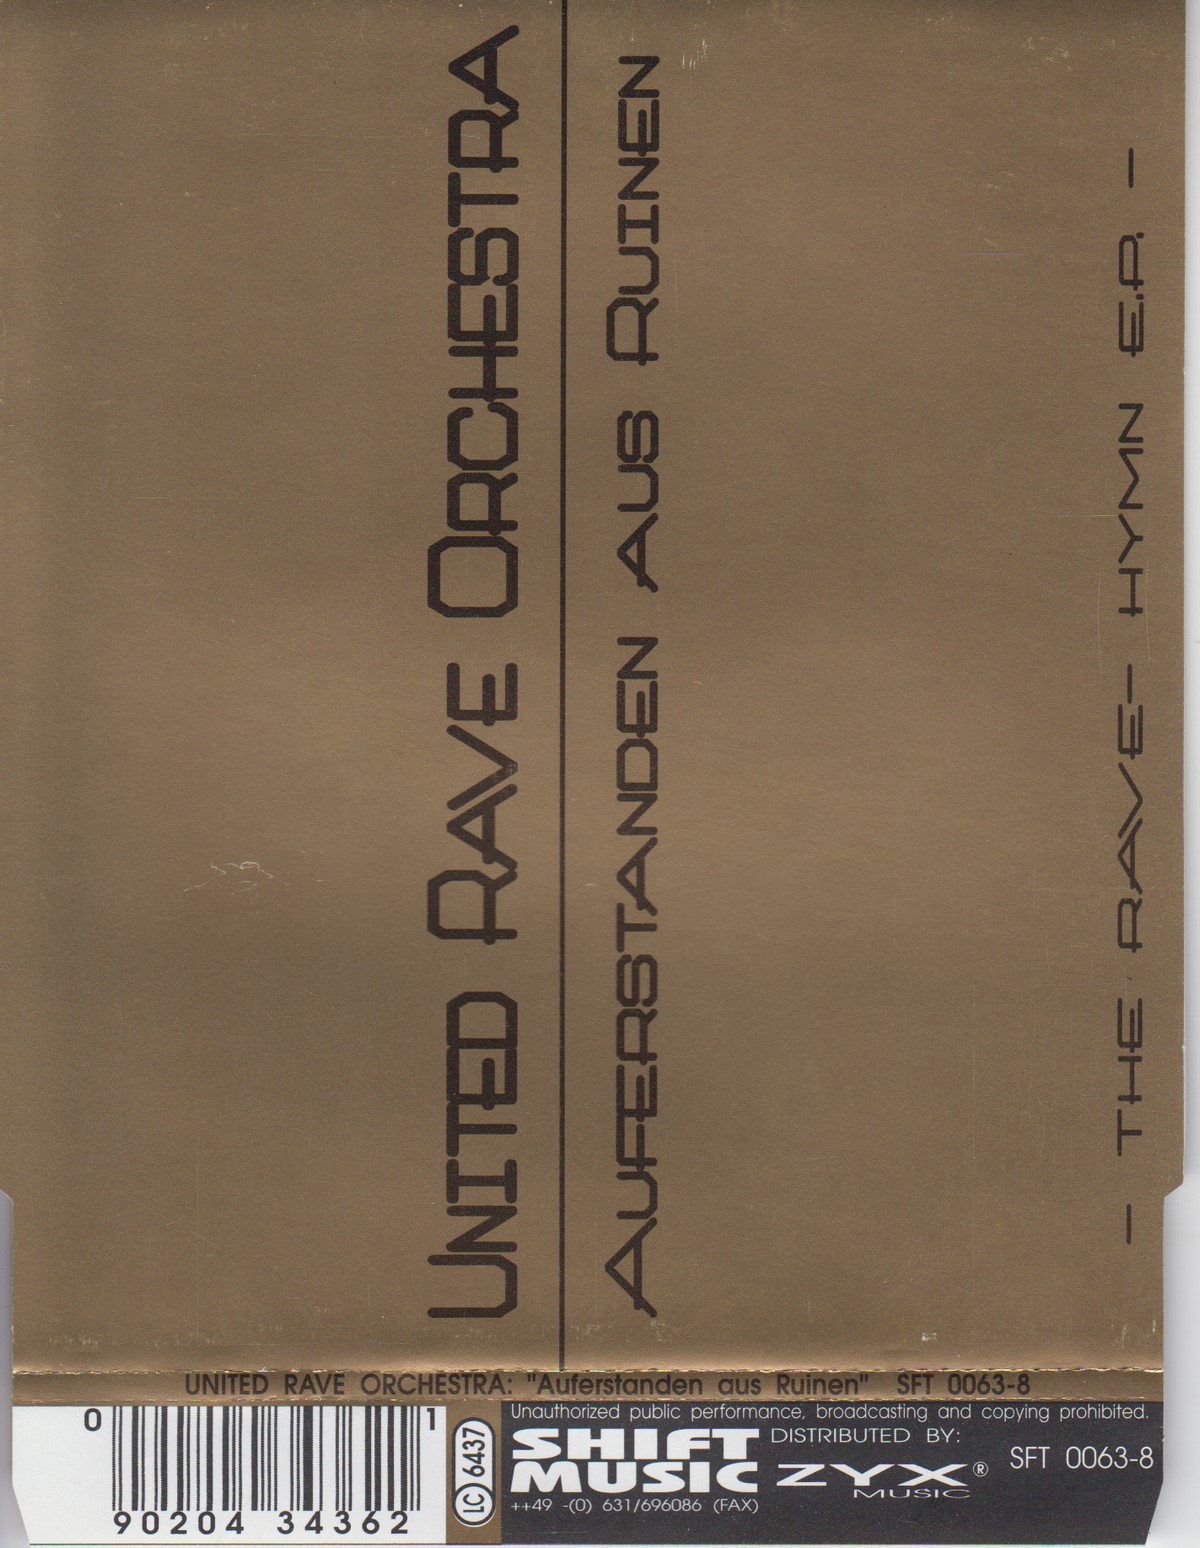 UNITED RAVE ORCHESTRA
AUFERSTANDEN AUS RUINEN
- THE RAVE- HYMN E.P. -
UNITED RAVE ORCHESTRA: "Auferstanden aus Ruinen" SFT 0063-8
0 90204 34362 1
LC 6437
Unauthorized public performance, broadcasting and copying prohibited.
SHIFT MUSIC
++49 -(0) 631/696086 (FAX)
DISTRIBUTED BY:
ZYX®
MUSIC
SFT 0063-8